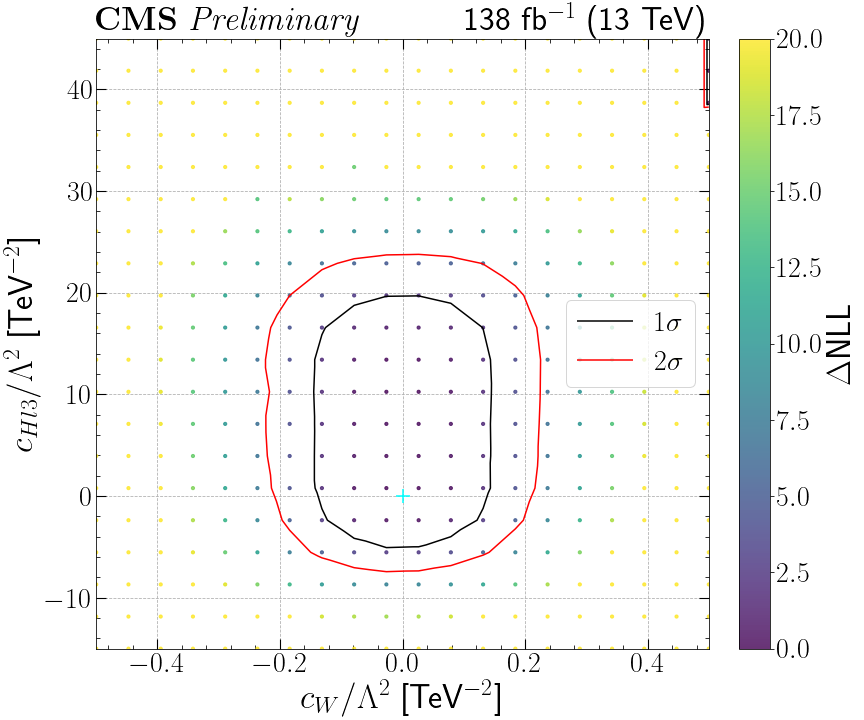 CMS Preliminary 138 fb⁻¹ (13 TeV)
c_{Hl3}/Λ² [TeV⁻²]
40
30
20
10
0
−10
−0.4 −0.2 0.0 0.2 0.4
c_W/Λ² [TeV⁻²]
1σ
2σ
20.0
17.5
15.0
12.5
10.0
7.5
5.0
2.5
0.0
ΔNLL